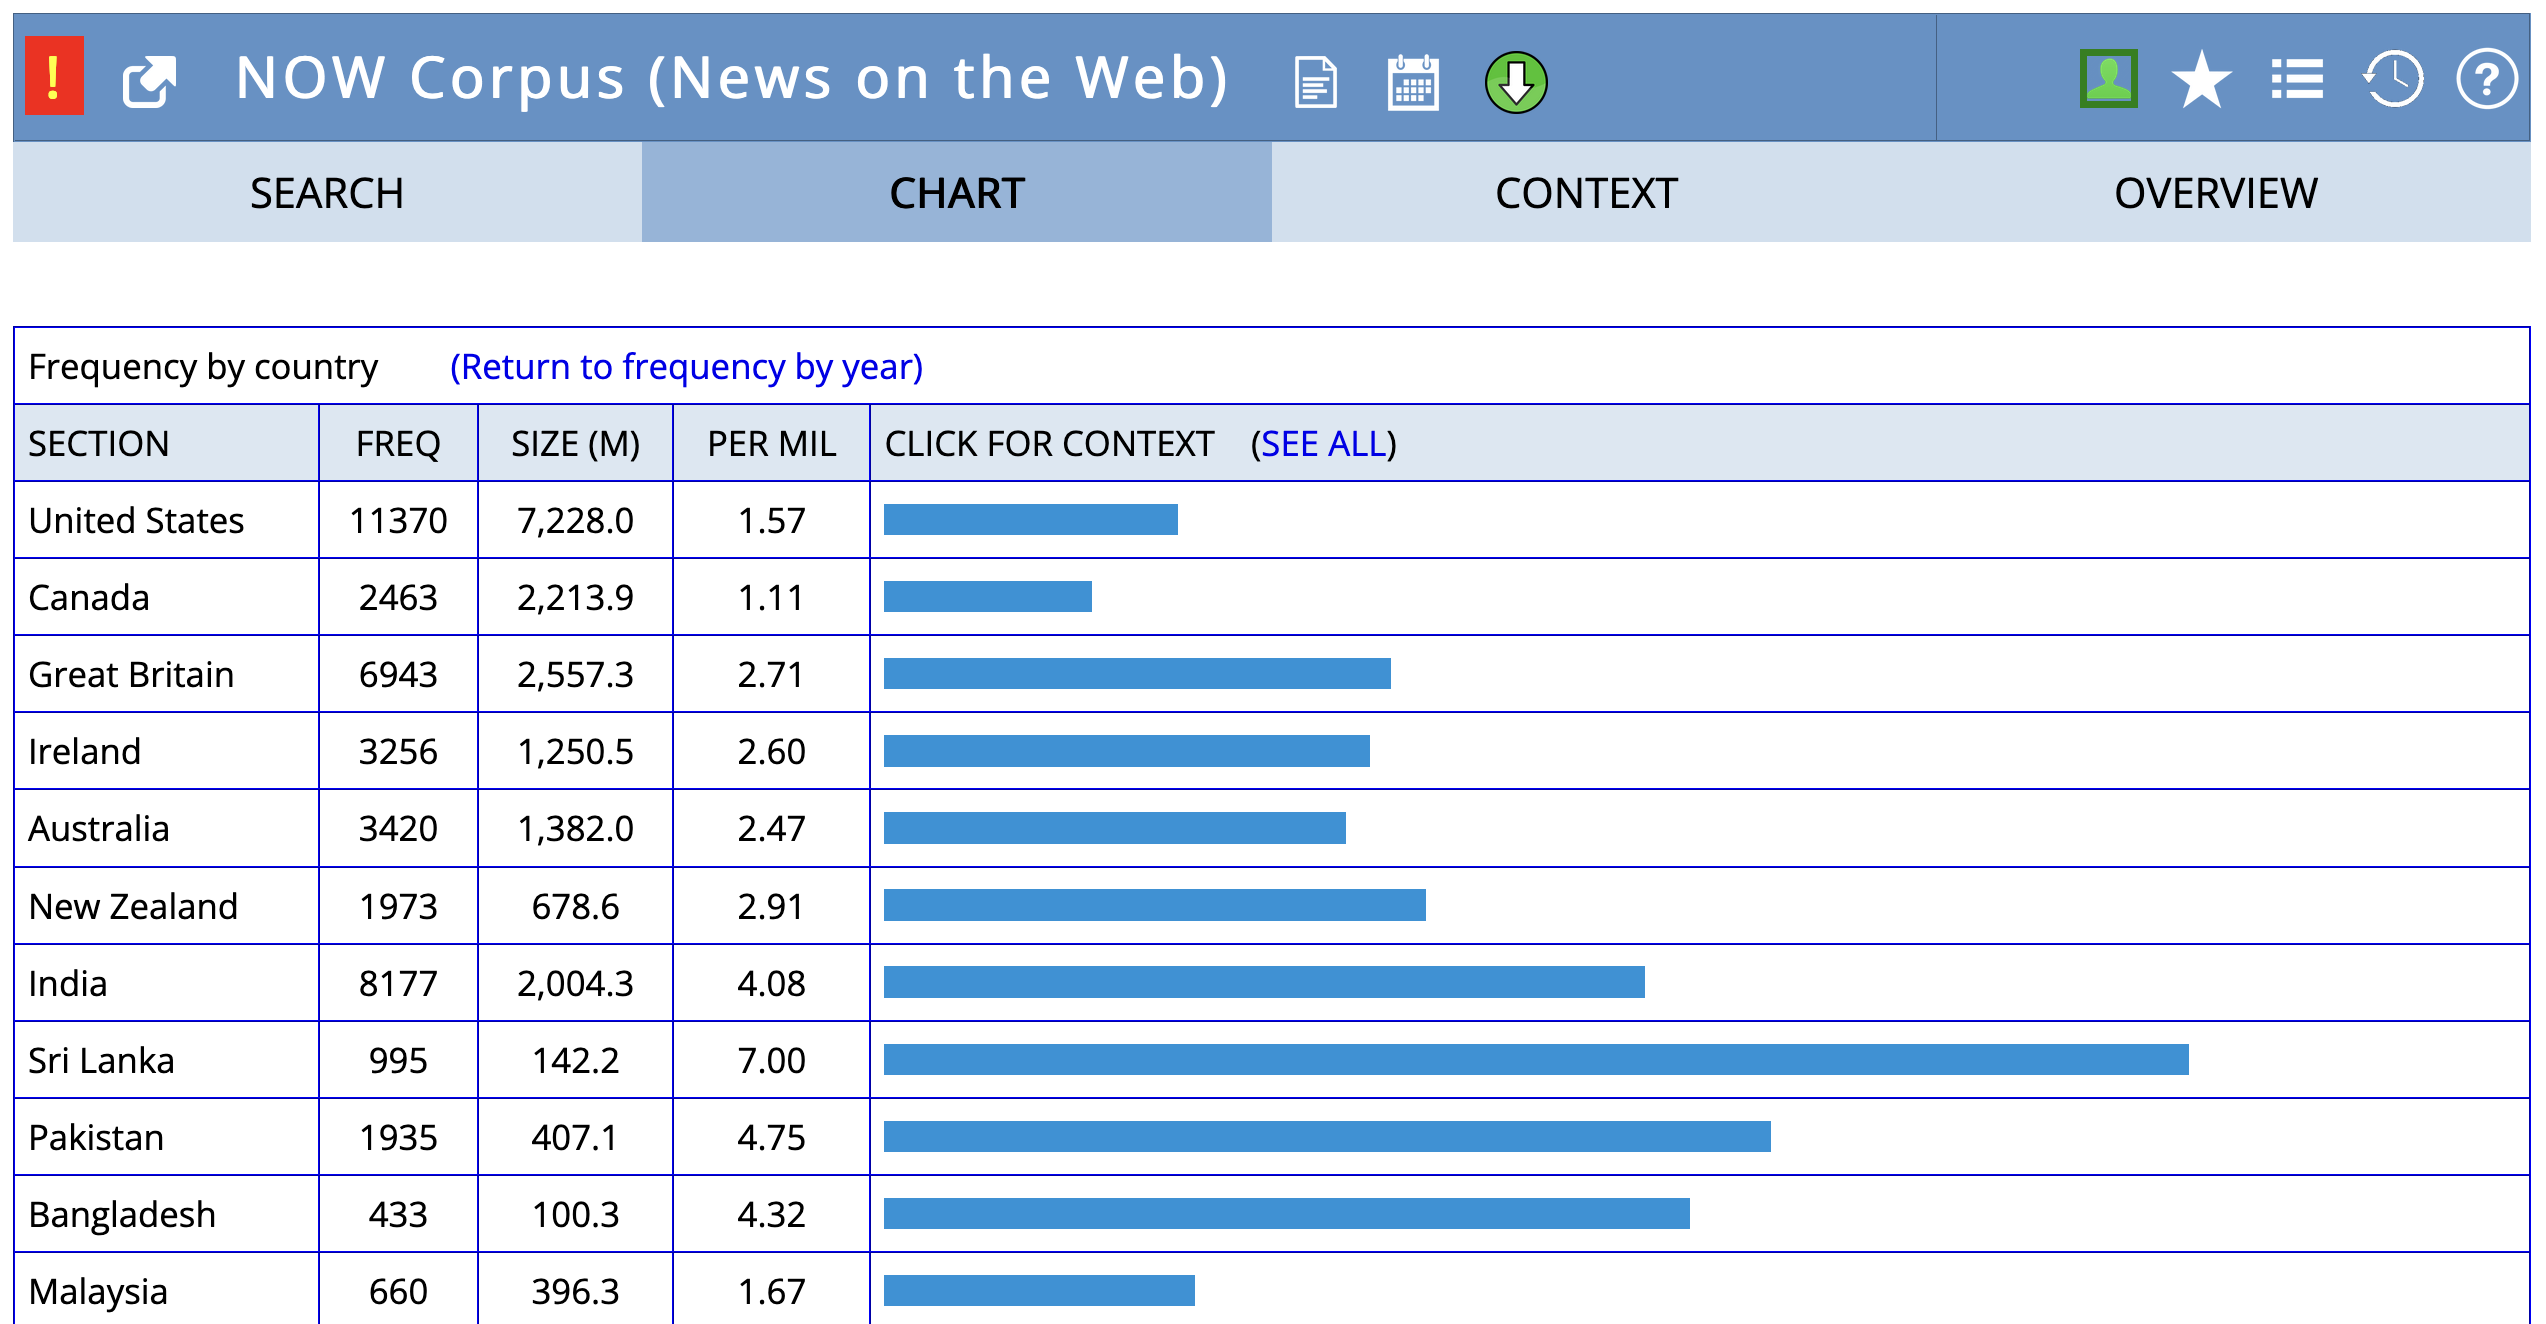 ! NOW Corpus (News on the Web) ?
SEARCH CHART CONTEXT OVERVIEW
Frequency by country (Return to frequency by year)
SECTION FREQ SIZE (M) PER MIL CLICK FOR CONTEXT (SEE ALL)
United States 11370 7,228.0 1.57
Canada 2463 2,213.9 1.11
Great Britain 6943 2,557.3 2.71
Ireland 3256 1,250.5 2.60
Australia 3420 1,382.0 2.47
New Zealand 1973 678.6 2.91
India 8177 2,004.3 4.08
Sri Lanka 995 142.2 7.00
Pakistan 1935 407.1 4.75
Bangladesh 433 100.3 4.32
Malaysia 660 396.3 1.67